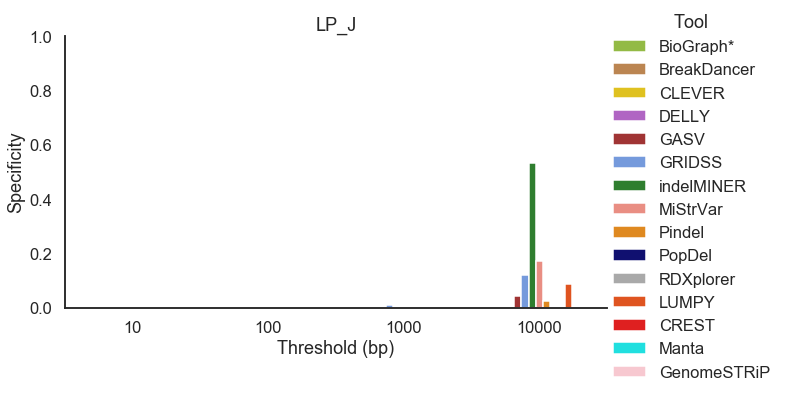 LP_J
Specificity
1.0
0.8
0.6
0.4
0.2
0.0
10
100
1000
10000
Threshold (bp)
Tool
BioGraph*
BreakDancer
CLEVER
DELLY
GASV
GRIDSS
indelMINER
MiStrVar
Pindel
PopDel
RDXplorer
LUMPY
CREST
Manta
GenomeSTRiP